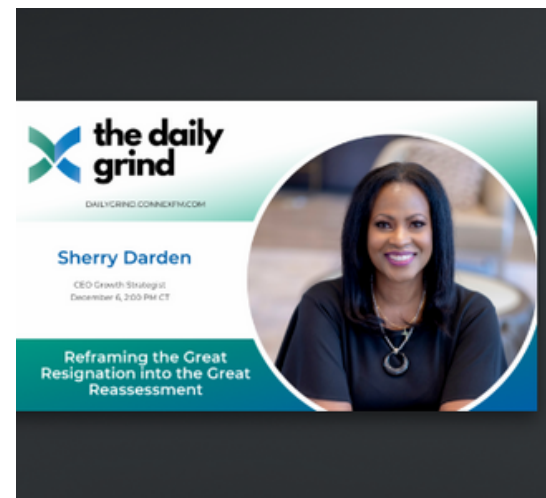 the daily
grind
DAILYGRIND.CONNEXFM.COM
Sherry Darden
CEO Growth Strategist
December 6, 2:00 PM CT
Reframing the Great
Resignation into the Great
Reassessment